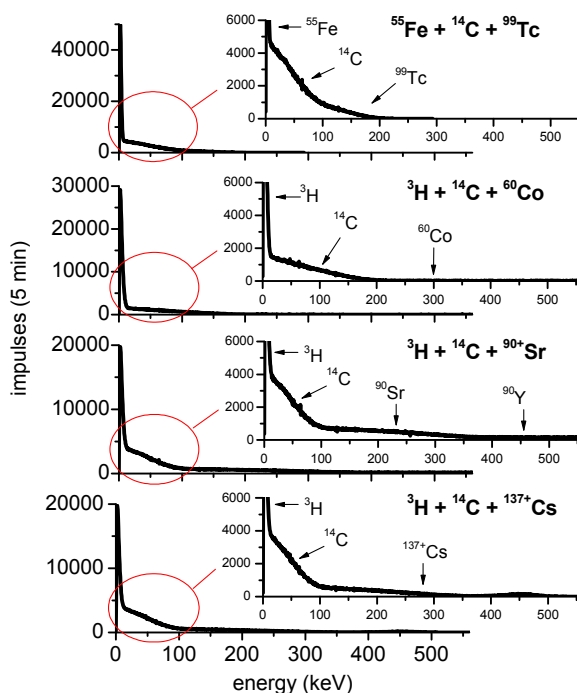 impulses (5 min)
50000
40000
20000
0
6000
4000
2000
0
0 100 200 300 400 500
⁵⁵Fe
¹⁴C
⁹⁹Tc
⁵⁵Fe + ¹⁴C + ⁹⁹Tc
30000
20000
10000
0
6000
4000
2000
0
0 100 200 300 400 500
³H
¹⁴C
⁶⁰Co
³H + ¹⁴C + ⁶⁰Co
20000
10000
0
6000
4000
2000
0
0 100 200 300 400 500
³H
¹⁴C
⁹⁰Sr
⁹⁰Y
³H + ¹⁴C + ⁹⁰⁺Sr
20000
10000
0
6000
4000
2000
0
0 100 200 300 400 500
³H
¹⁴C
¹³⁷⁺Cs
³H + ¹⁴C + ¹³⁷⁺Cs
0 100 200 300 400 500
energy (keV)